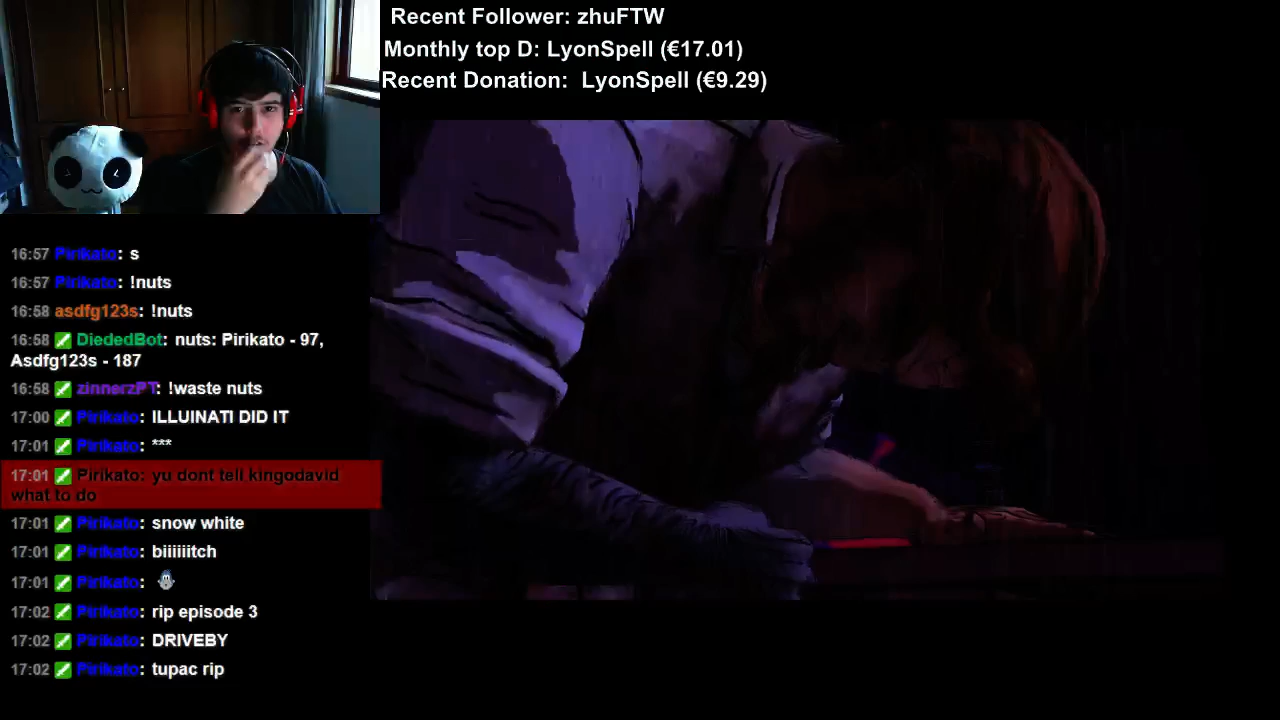 Recent Follower: zhuFTW
Monthly top D: LyonSpell (€17.01)
Recent Donation: LyonSpell (€9.29)
16:57 Pirikato: s
16:57 Pirikato: !nuts
16:58 asdfg123s: !nuts
16:58 DiededBot: nuts: Pirikato - 97,
Asdfg123s - 187
16:58 zinnerzPT: !waste nuts
17:00 Pirikato: ILLUINATI DID IT
17:01 Pirikato: ***
17:01 Pirikato: yu dont tell kingodavid
what to do
17:01 Pirikato: snow white
17:01 Pirikato: biiiiiitch
17:01 Pirikato:
17:02 Pirikato: rip episode 3
17:02 Pirikato: DRIVEBY
17:02 Pirikato: tupac rip